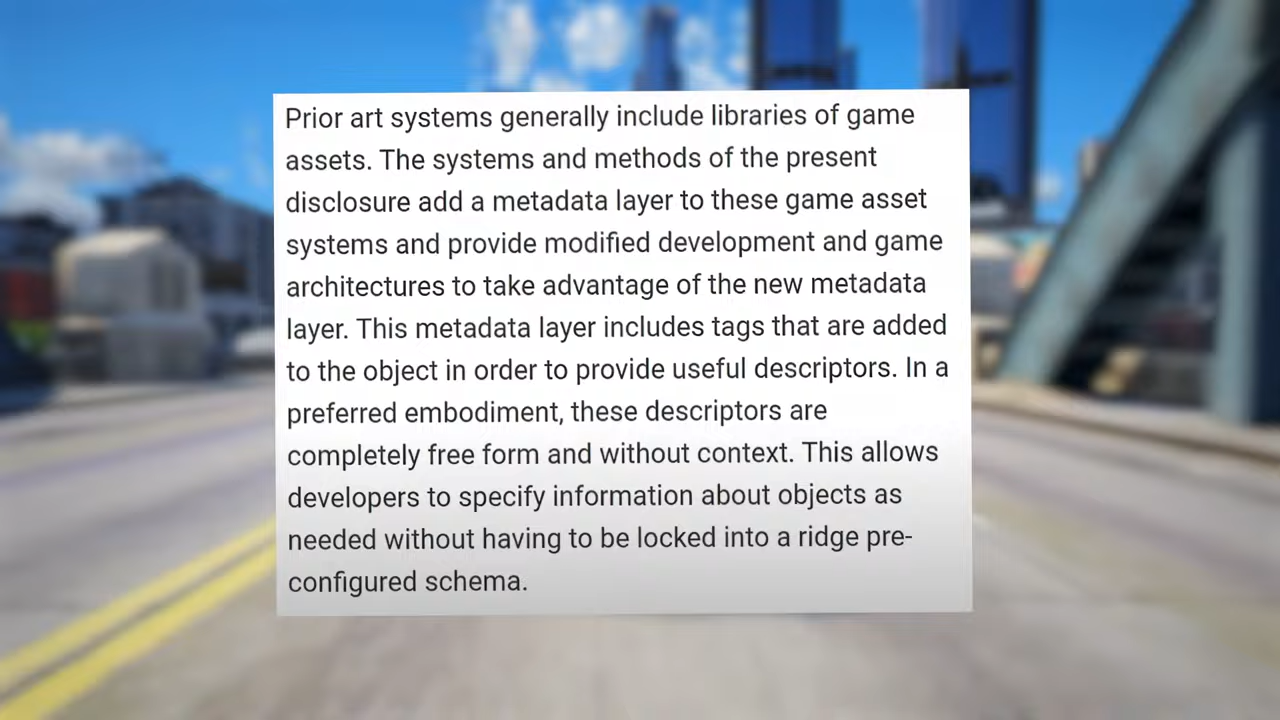 Prior art systems generally include libraries of game
assets. The systems and methods of the present
disclosure add a metadata layer to these game asset
systems and provide modified development and game
architectures to take advantage of the new metadata
layer. This metadata layer includes tags that are added
to the object in order to provide useful descriptors. In a
preferred embodiment, these descriptors are
completely free form and without context. This allows
developers to specify information about objects as
needed without having to be locked into a ridge pre-
configured schema.